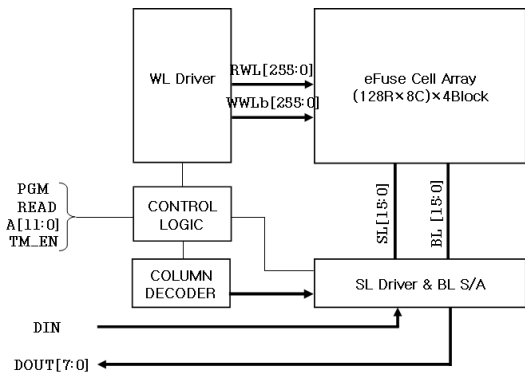 WL Driver
RWL[255:0]
WWLb[255:0]
eFuse Cell Array
(128R×8C)×4Block
PGM
READ
A[11:0]
TM_EN
CONTROL
LOGIC
SL[15:0]
BL [15:0]
COLUMN
DECODER
SL Driver & BL S/A
DIN
DOUT[7:0]